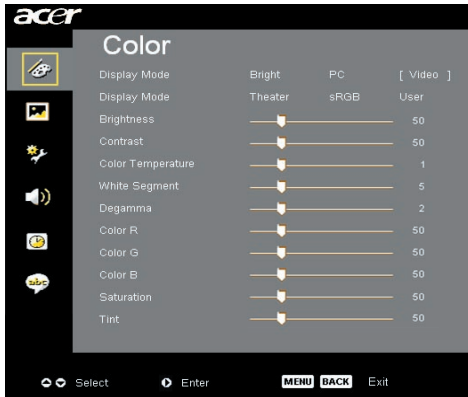 acer
Color
Display Mode Bright PC [ Video ]
Display Mode Theater sRGB User
Brightness 50
Contrast 50
Color Temperature 1
White Segment 5
Degamma 2
Color R 50
Color G 50
Color B 50
Saturation 50
Tint 50
abc
Select Enter MENU BACK Exit